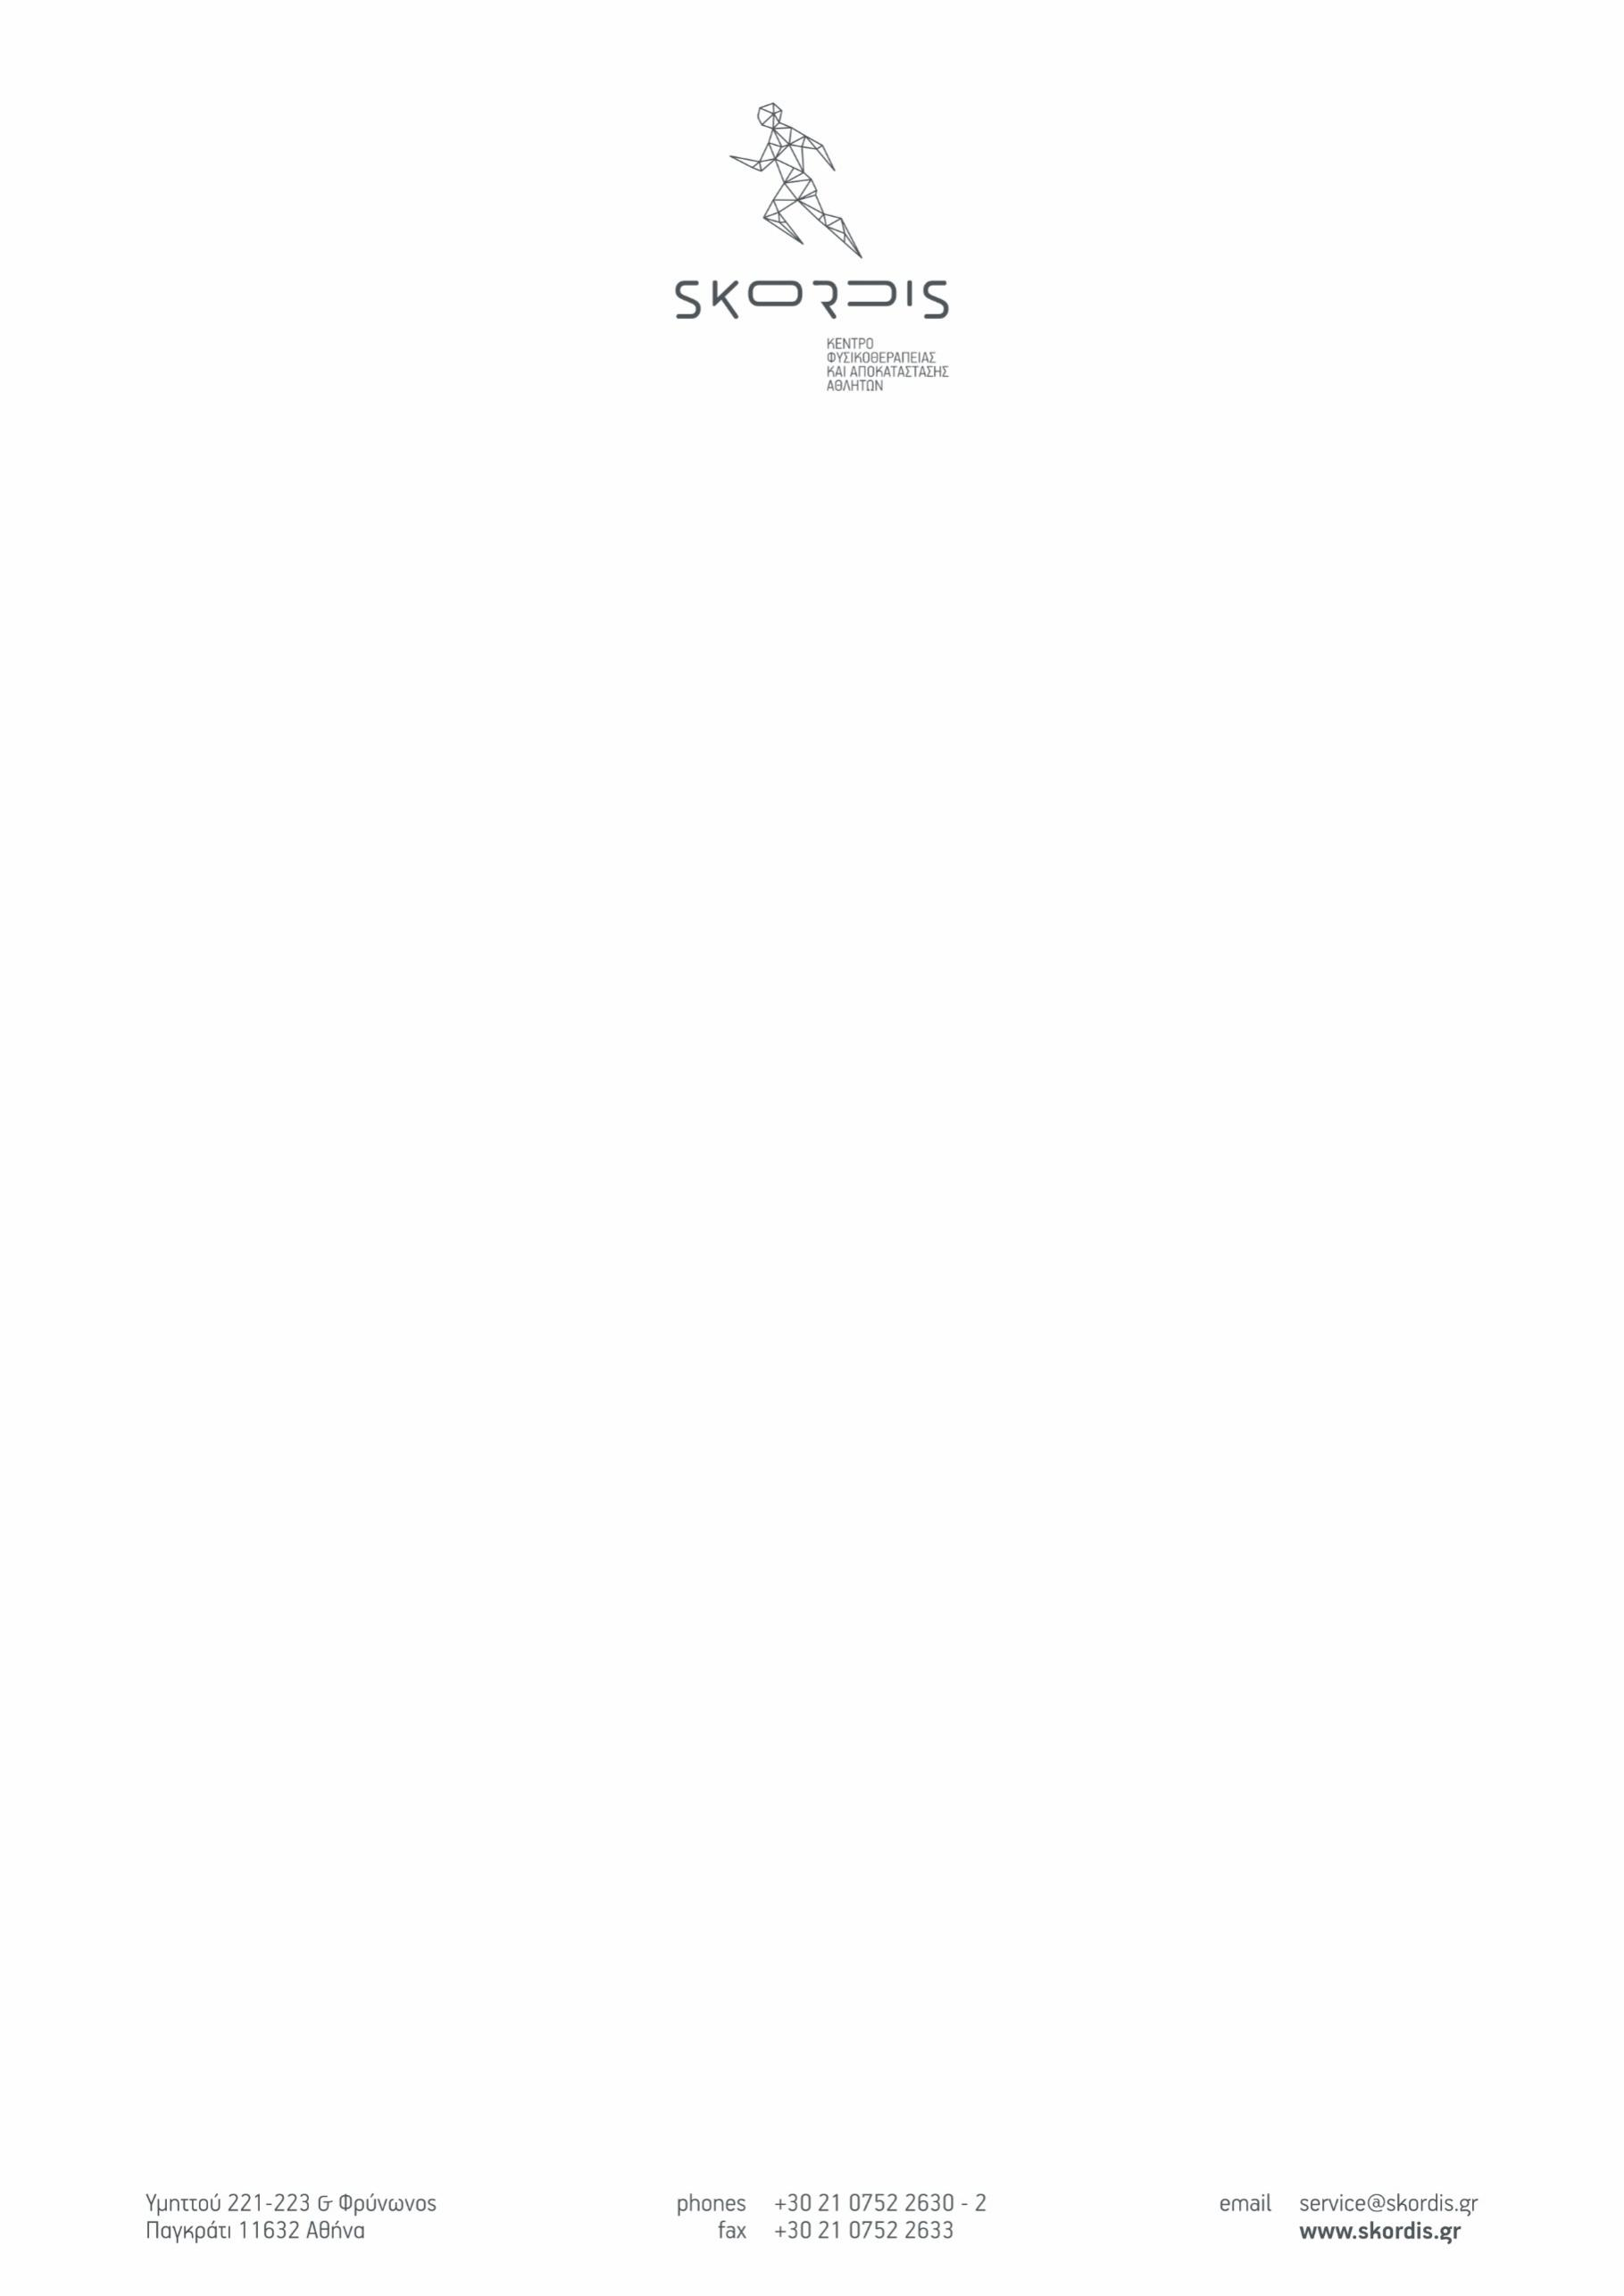 SKORDIS
ΚΕΝΤΡΟ
ΦΥΣΙΚΟΘΕΡΑΠΕΙΑΣ
ΚΑΙ ΑΠΟΚΑΤΑΣΤΑΣΗΣ
ΑΘΛΗΤΩΝ
Υμηττού 221-223 & Φρύνωνος
Παγκράτι 11632 Αθήνα
phones +30 21 0752 2630 - 2
fax +30 21 0752 2633
email service@skordis.gr
www.skordis.gr